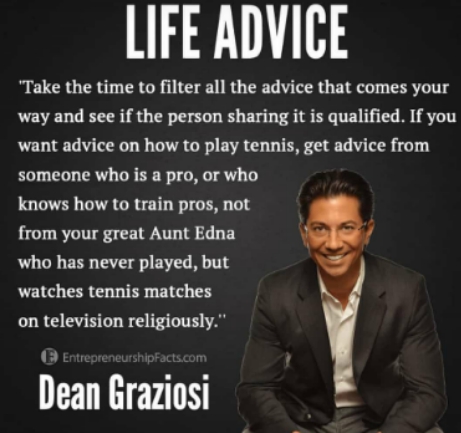 LIFE ADVICE
"Take the time to filter all the advice that comes your
way and see if the person sharing it is qualified. If you
want advice on how to play tennis, get advice from
someone who is a pro, or who
knows how to train pros, not
from your great Aunt Edna
who has never played, but
watches tennis matches
on television religiously."
E EntrepreneurshipFacts.com
Dean Graziosi